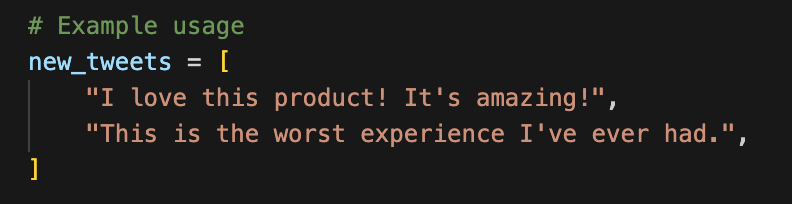 # Example usage
new_tweets = [
    "I love this product! It's amazing!",
    "This is the worst experience I've ever had.",
]